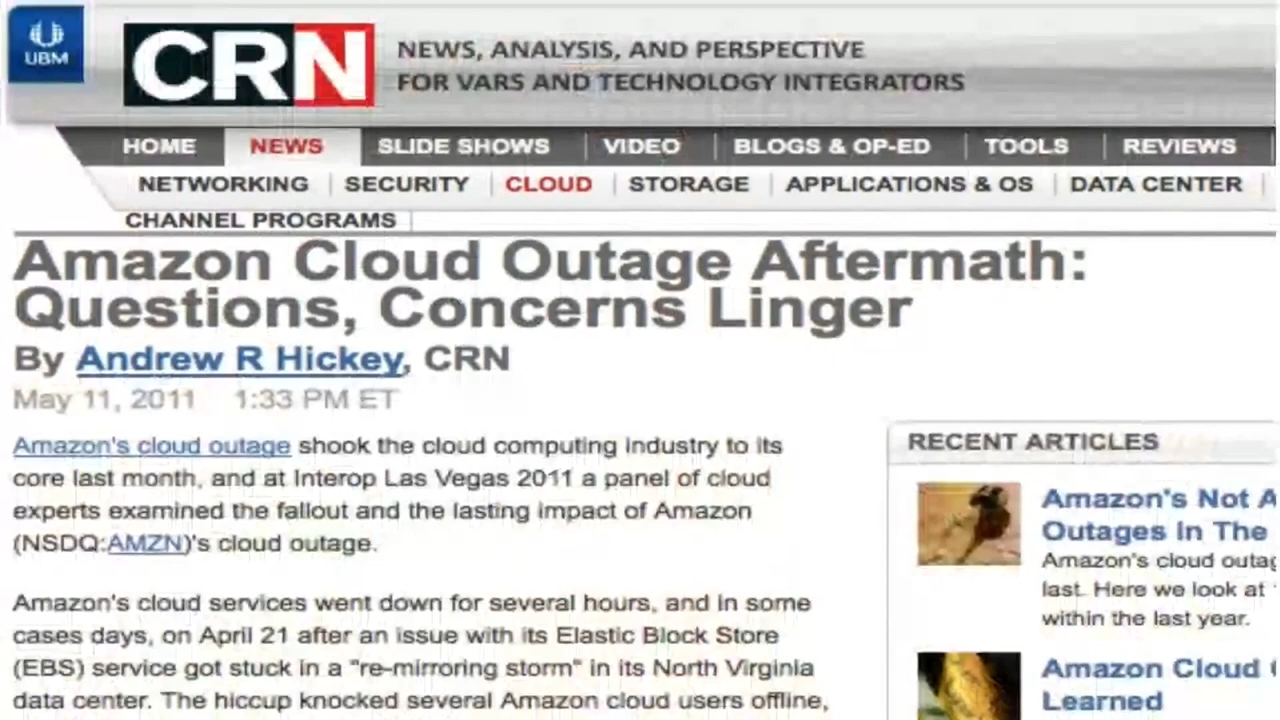 UBM
CRN
NEWS, ANALYSIS, AND PERSPECTIVE
FOR VARS AND TECHNOLOGY INTEGRATORS
HOME NEWS SLIDE SHOWS VIDEO BLOGS & OP-ED TOOLS REVIEWS
NETWORKING SECURITY CLOUD STORAGE APPLICATIONS & OS DATA CENTER
CHANNEL PROGRAMS
Amazon Cloud Outage Aftermath:
Questions, Concerns Linger
By Andrew R Hickey, CRN
May 11, 2011 1:33 PM ET
Amazon's cloud outage shook the cloud computing industry to its
core last month, and at Interop Las Vegas 2011 a panel of cloud
experts examined the fallout and the lasting impact of Amazon
(NSDQ:AMZN)'s cloud outage.
Amazon's cloud services went down for several hours, and in some
cases days, on April 21 after an issue with its Elastic Block Store
(EBS) service got stuck in a "re-mirroring storm" in its North Virginia
data center. The hiccup knocked several Amazon cloud users offline,
RECENT ARTICLES
Amazon's Not A
Outages In The
Amazon's cloud outag
last. Here we look at
within the last year.
Amazon Cloud
Learned